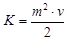 K = m² · v / 2